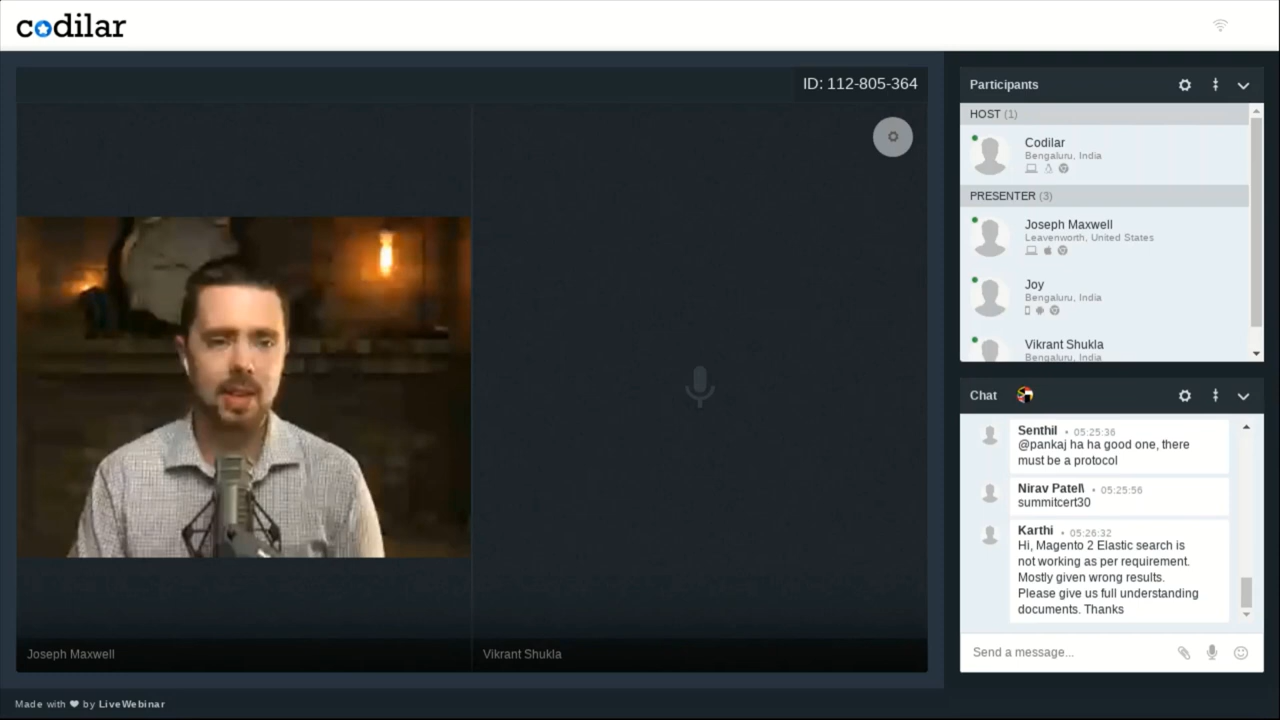 codilar
ID: 112-805-364
Joseph Maxwell
Vikrant Shukla
Participants
HOST (1)
Codilar
Bengaluru, India
PRESENTER (3)
Joseph Maxwell
Leavenworth, United States
Joy
Bengaluru, India
Vikrant Shukla
Bengaluru, India
Chat
Senthil • 05:25:36
@pankaj ha ha good one, there
must be a protocol
Nirav Patel\ • 05:25:56
summitcert30
Karthi • 05:26:32
Hi, Magento 2 Elastic search is
not working as per requirement.
Mostly given wrong results.
Please give us full understanding
documents. Thanks
Send a message...
Made with ❤ by LiveWebinar